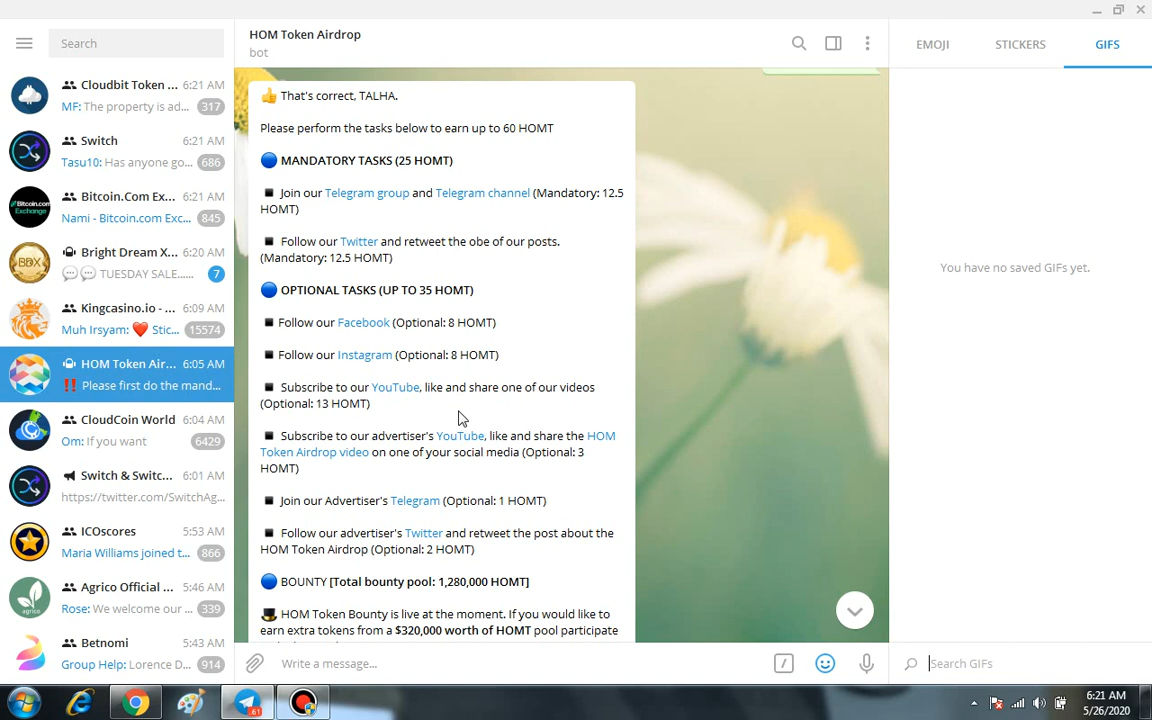 Search
Cloudbit Token ... 6:21 AM
MF: The property is ad... 317
Switch 6:21 AM
Tasu10: Has anyone go... 686
Bitcoin.Com Ex... 6:21 AM
Nami - Bitcoin.com Exc... 845
Bitcoin.com
Exchange
Bright Dream X... 6:20 AM
TUESDAY SALE...... 7
BDX
Kingcasino.io - ... 6:09 AM
Muh Irsyam: ❤️ Stic... 15574
HOM Token Air... 6:05 AM
‼️ Please first do the mand...
CloudCoin World 6:04 AM
Om: If you want 6429
Switch & Switc... 6:01 AM
https://twitter.com/SwitchAg...
ICOscores 5:53 AM
Maria Williams joined t... 866
Agrico Official ... 5:46 AM
Rose: We welcome our ... 339
agrico
Betnomi 5:43 AM
Group Help: Lorence D... 914
HOM Token Airdrop
bot
👍 That's correct, TALHA.
Please perform the tasks below to earn up to 60 HOMT
🔵 MANDATORY TASKS (25 HOMT)
◾ Join our Telegram group and Telegram channel (Mandatory: 12.5
HOMT)
◾ Follow our Twitter and retweet the obe of our posts.
(Mandatory: 12.5 HOMT)
🔵 OPTIONAL TASKS (UP TO 35 HOMT)
◾ Follow our Facebook (Optional: 8 HOMT)
◾ Follow our Instagram (Optional: 8 HOMT)
◾ Subscribe to our YouTube, like and share one of our videos
(Optional: 13 HOMT)
◾ Subscribe to our advertiser's YouTube, like and share the HOM
Token Airdrop video on one of your social media (Optional: 3
HOMT)
◾ Join our Advertiser's Telegram (Optional: 1 HOMT)
◾ Follow our advertiser's Twitter and retweet the post about the
HOM Token Airdrop (Optional: 2 HOMT)
🔵 BOUNTY [Total bounty pool: 1,280,000 HOMT]
🎩 HOM Token Bounty is live at the moment. If you would like to
earn extra tokens from a $320,000 worth of HOMT pool participate
Write a message...
EMOJI STICKERS GIFS
You have no saved GIFs yet.
Search GIFs
61
6:21 AM
5/26/2020